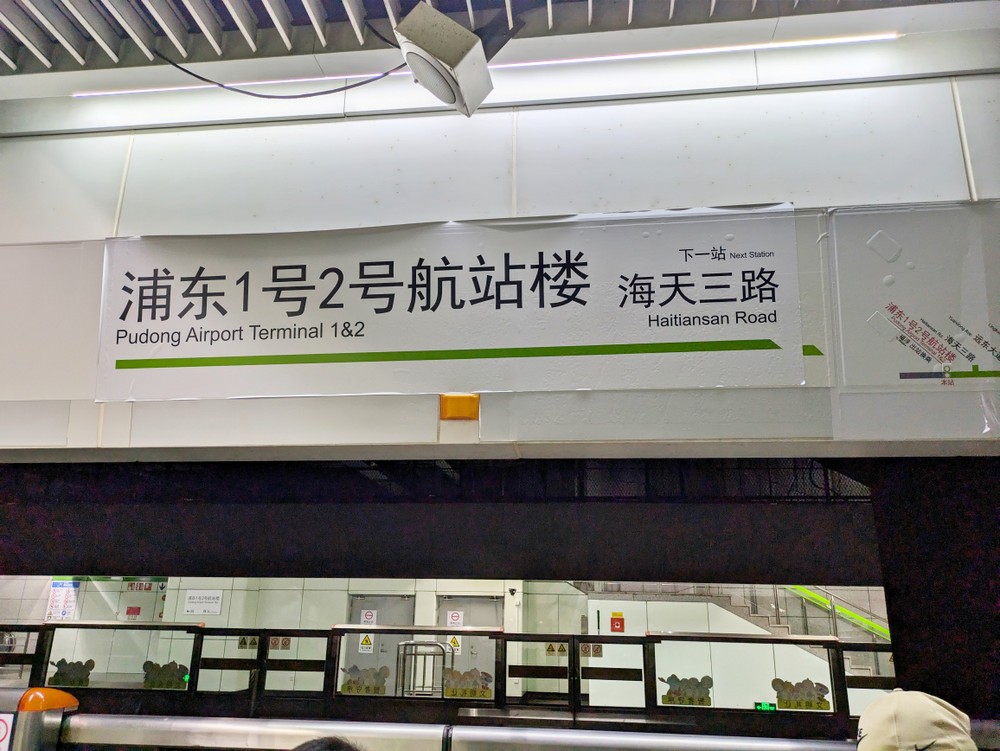 浦东1号2号航站楼
Pudong Airport Terminal 1&2
下一站 Next Station
海天三路
Haitiansan Road
浦东1号2号航站楼
海天三路
远东大
本站